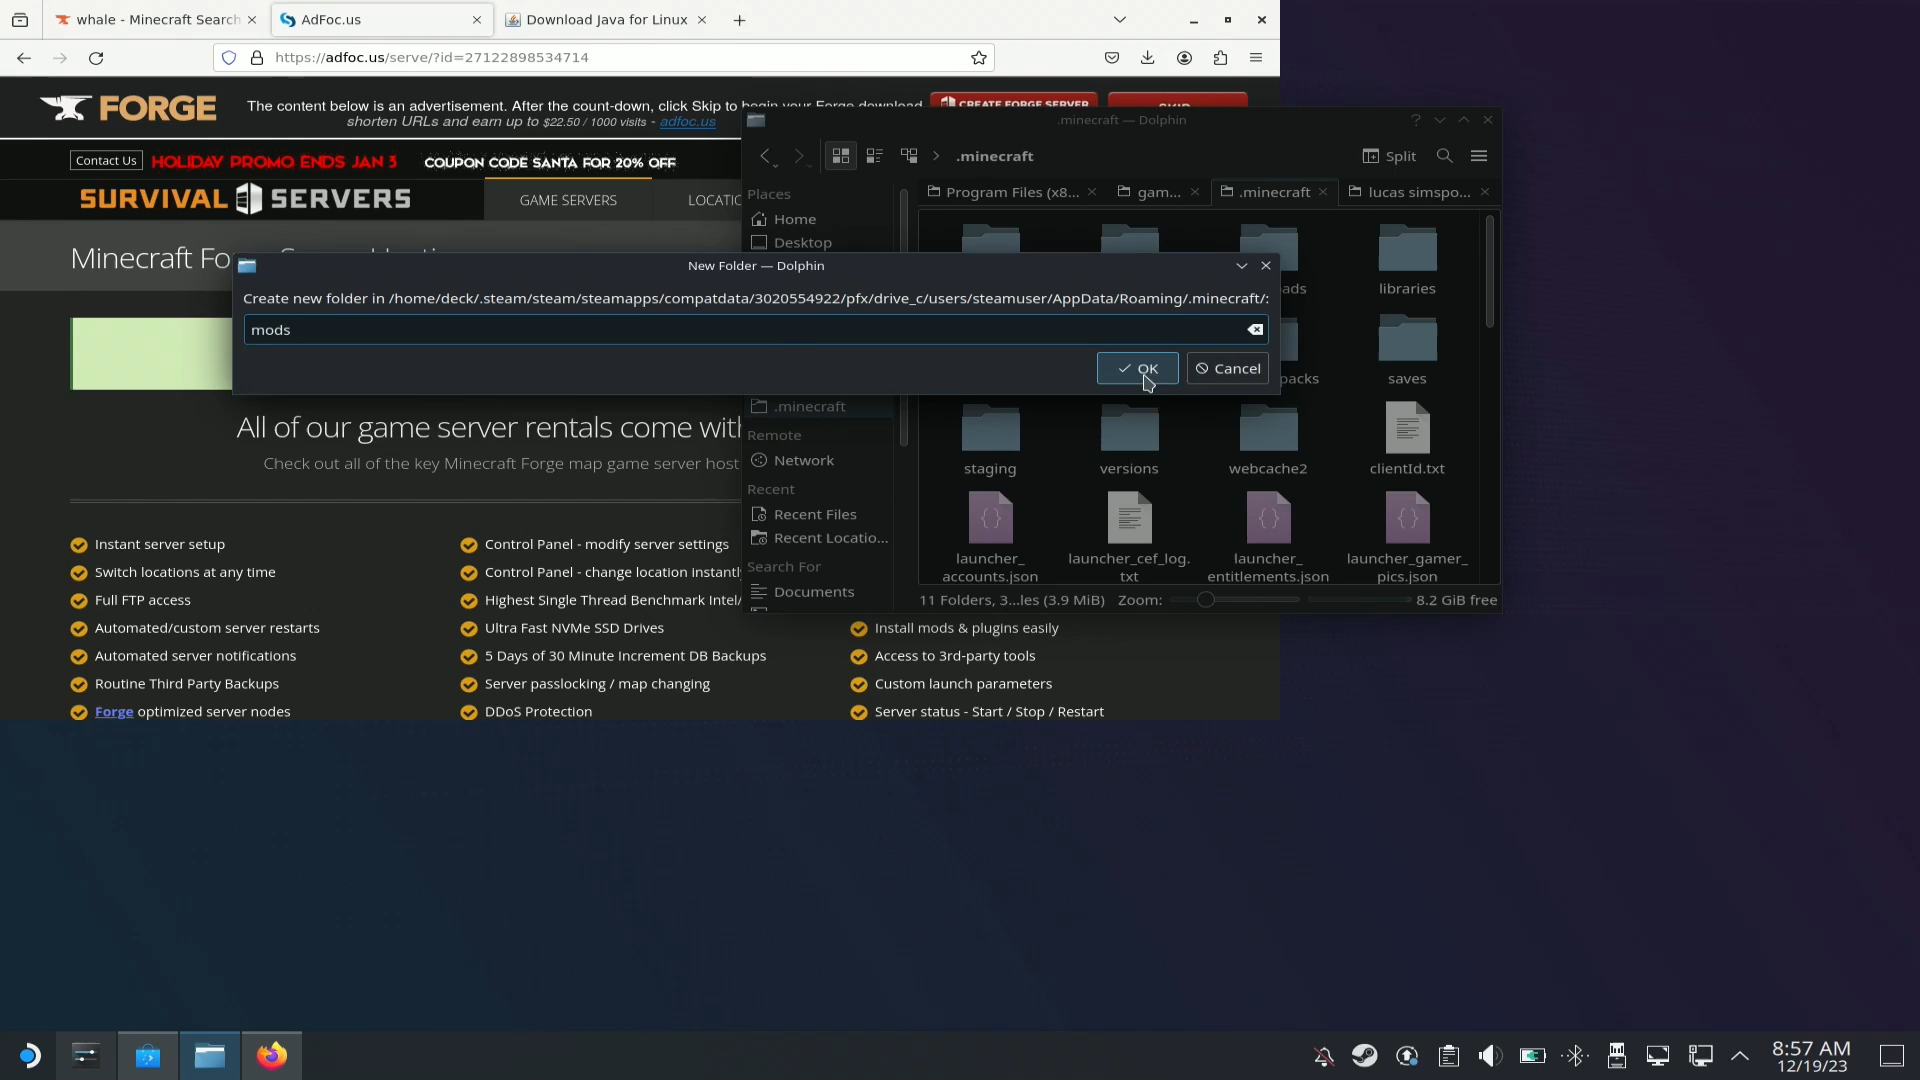 whale - Minecraft Search
AdFoc.us
Download Java for Linux
https://adfoc.us/serve/?id=27122898534714
FORGE
The content below is an advertisement. After the count-down, click Skip to begin your Forge download
shorten URLs and earn up to $22.50 / 1000 visits - adfoc.us
CREATE FORGE SERVER
SKIP
Contact Us
HOLIDAY PROMO ENDS JAN 3
COUPON CODE SANTA FOR 20% OFF
SURVIVAL SERVERS
GAME SERVERS
LOCATIO
Minecraft Fo
.minecraft — Dolphin
.minecraft
Split
Places
Home
Desktop
Program Files (x8...
gam...
.minecraft
lucas simspo...
ads
libraries
New Folder — Dolphin
Create new folder in /home/deck/.steam/steam/steamapps/compatdata/3020554922/pfx/drive_c/users/steamuser/AppData/Roaming/.minecraft/:
mods
OK
Cancel
packs
saves
.minecraft
Remote
Network
Recent
Recent Files
Recent Locatio...
Search For
Documents
staging
versions
webcache2
clientId.txt
launcher_
accounts.json
launcher_cef_log.
txt
launcher_
entitlements.json
launcher_gamer_
pics.json
11 Folders, 3...les (3.9 MiB)
Zoom:
8.2 GiB free
All of our game server rentals come with
Check out all of the key Minecraft Forge map game server host
Instant server setup
Switch locations at any time
Full FTP access
Automated/custom server restarts
Automated server notifications
Routine Third Party Backups
Forge optimized server nodes
Control Panel - modify server settings
Control Panel - change location instantl
Highest Single Thread Benchmark Intel/
Ultra Fast NVMe SSD Drives
5 Days of 30 Minute Increment DB Backups
Server passlocking / map changing
DDoS Protection
Install mods & plugins easily
Access to 3rd-party tools
Custom launch parameters
Server status - Start / Stop / Restart
8:57 AM
12/19/23